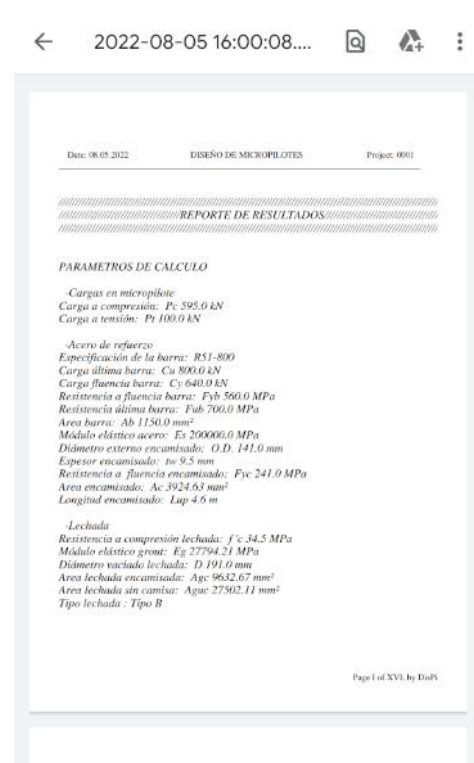 2022-08-05 16:00:08....
Date: 08.05.2022 DISEÑO DE MICROPILOTES Project: 0001
REPORTE DE RESULTADOS
PARAMETROS DE CALCULO
-Cargas en micropilote
Carga a compresión: Pc 595.0 kN
Carga a tensión: Pt 100.0 kN
-Acero de refuerzo
Especificación de la barra: R51-800
Carga última barra: Cu 800.0 kN
Carga fluencia barra: Cy 640.0 kN
Resistencia a fluencia barra: Fyb 560.0 MPa
Resistencia última barra: Fub 700.0 MPa
Area barra: Ab 1150.0 mm²
Módulo elástico acero: Es 200000.0 MPa
Diámetro externo encamisado: O.D. 141.0 mm
Espesor encamisado: tw 9.5 mm
Resistencia a fluencia encamisado: Fyc 241.0 MPa
Area encamisado: Ac 3924.63 mm²
Longitud encamisado: Lup 4.6 m
-Lechada
Resistencia a compresión lechada: f'c 34.5 MPa
Módulo elástico grout: Eg 27794.21 MPa
Diámetro vaciado lechada: D 191.0 mm
Area lechada encamisada: Agc 9632.67 mm²
Area lechada sin camisa: Aguc 27502.11 mm²
Tipo lechada : Tipo B
Page I of XVI, by DisPi